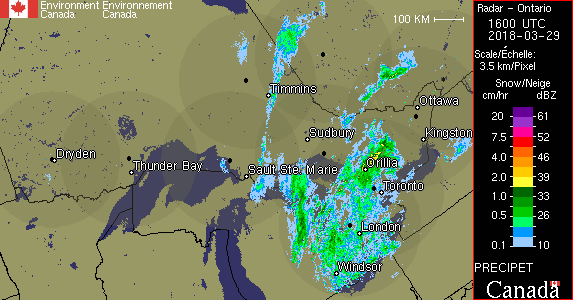 Environment Environnement
Canada Canada
100 KM
Timmins
Ottawa
Sudbury
Kingston
Dryden
Thunder Bay
Sault Ste. Marie
Orillia
Toronto
London
Windsor
Radar - Ontario
1600 UTC
2018-03-29
Scale/Échelle:
3.5 km/Pixel
Snow/Neige
cm/hr dBZ
20 61
7.5 52
4.0 46
2.0 39
1.0 33
0.5 26
0.1 10
PRECIPET
Canada